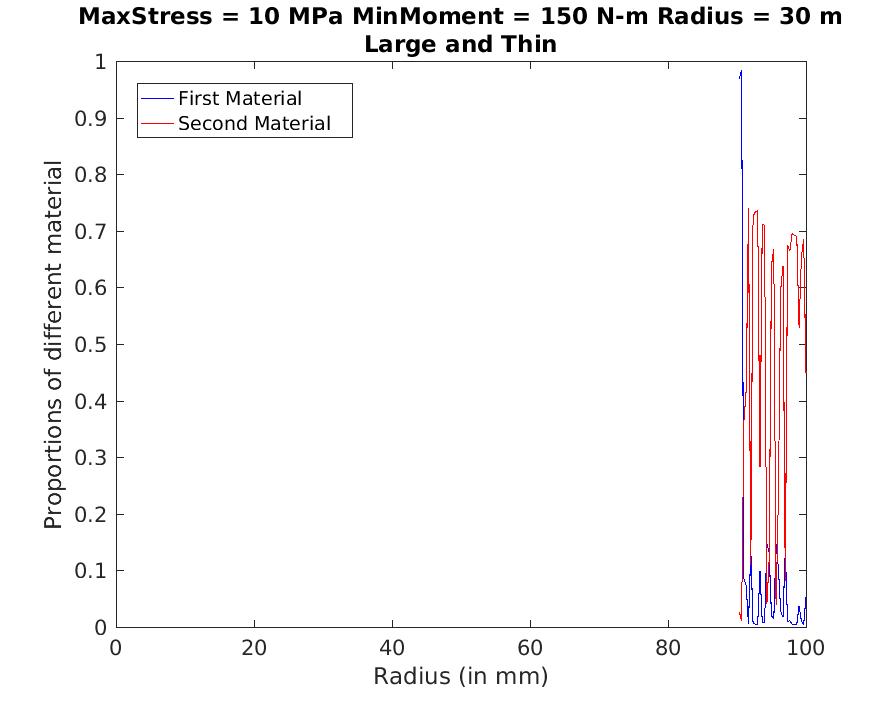 MaxStress = 10 MPa MinMoment = 150 N-m Radius = 30 m
Large and Thin
1
First Material
0.9
Second Material
0.8
0.7
0.6
0.5
0.4
0.3
0.2
0.1
0
Proportions of different material
0 20 40 60 80 100
Radius (in mm)